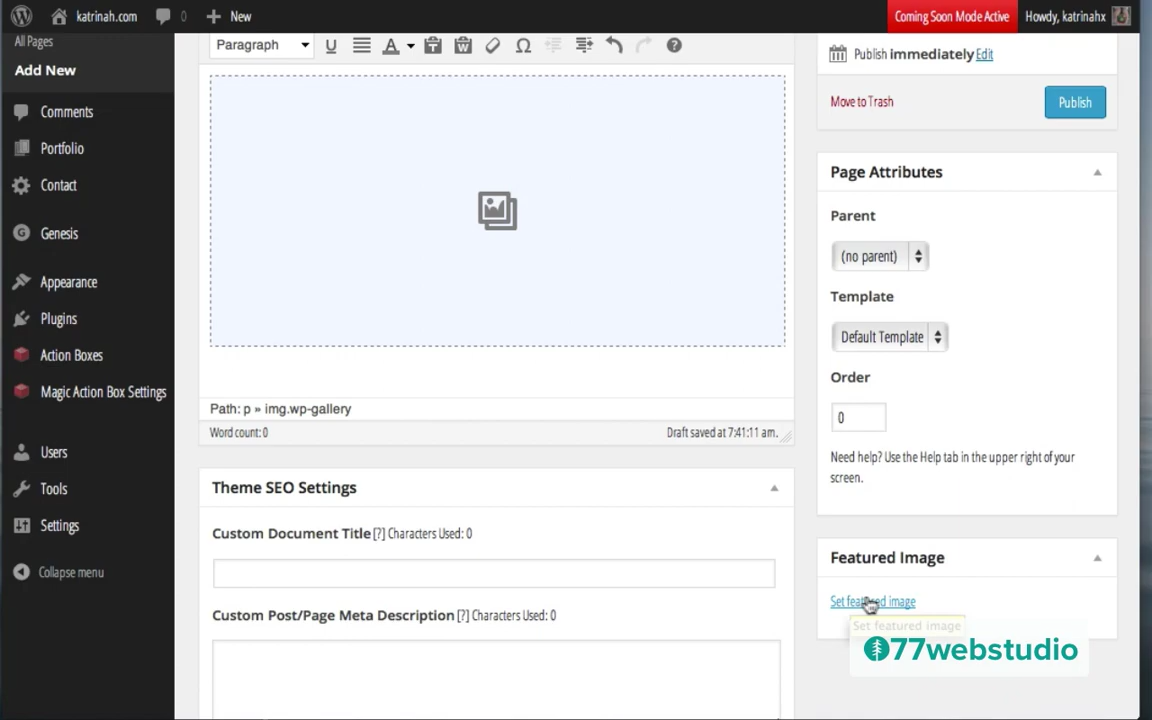 katrinah.com 0 New Coming Soon Mode Active Howdy, katrinahx
All Pages
Add New
Comments
Portfolio
Contact
Genesis
Appearance
Plugins
Action Boxes
Magic Action Box Settings
Users
Tools
Settings
Collapse menu
Paragraph
Path: p » img.wp-gallery
Word count: 0 Draft saved at 7:41:11 am.
Theme SEO Settings
Custom Document Title [?] Characters Used: 0
Custom Post/Page Meta Description [?] Characters Used: 0
Publish immediately Edit
Move to Trash Publish
Page Attributes
Parent
(no parent)
Template
Default Template
Order
0
Need help? Use the Help tab in the upper right of your
screen.
Featured Image
Set featured image
Set featured image
77webstudio